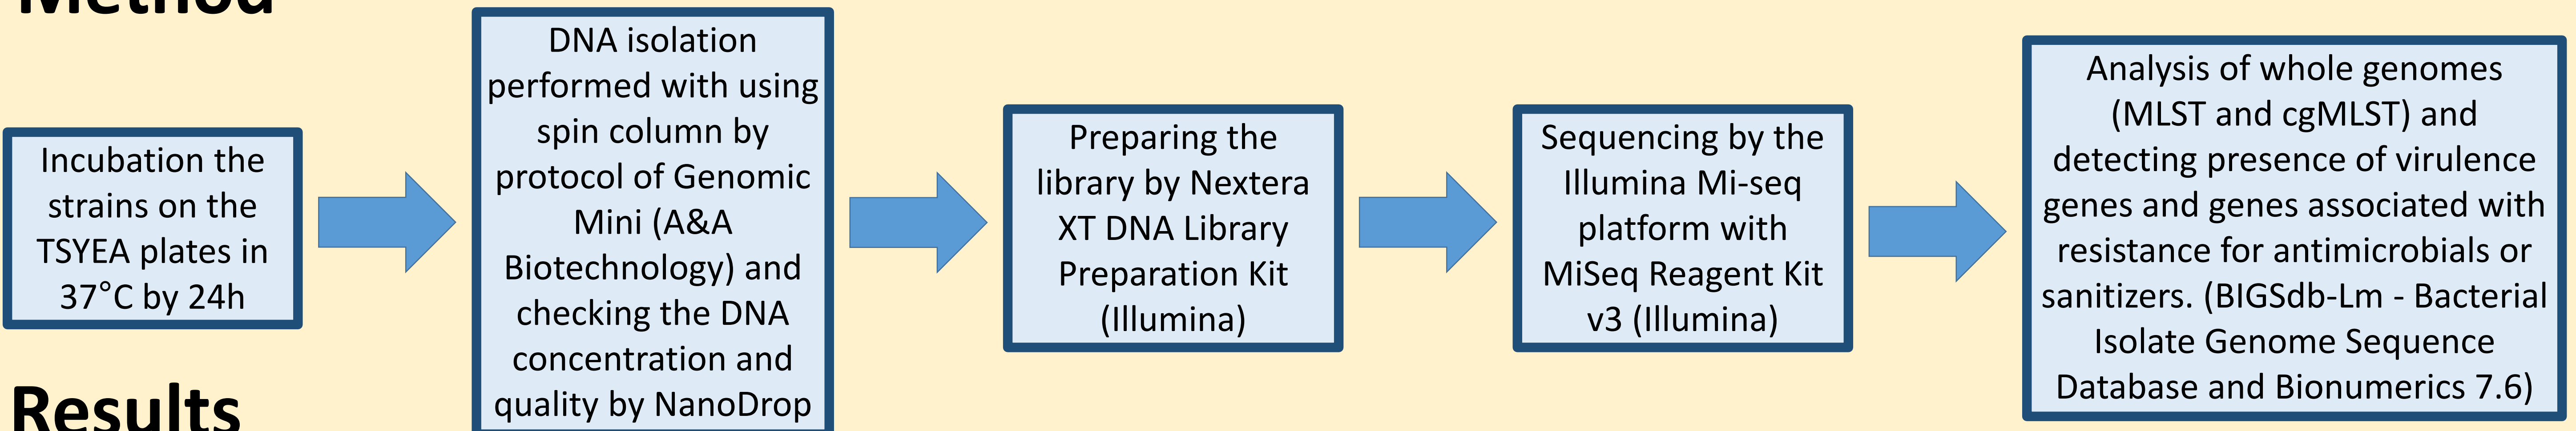 Method
Incubation the
strains on the
TSYEA plates in
37°C by 24h
DNA isolation
performed with using
spin column by
protocol of Genomic
Mini (A&A
Biotechnology) and
checking the DNA
concentration and
quality by NanoDrop
Preparing the
library by Nextera
XT DNA Library
Preparation Kit
(Illumina)
Sequencing by the
Illumina Mi-seq
platform with
MiSeq Reagent Kit
v3 (Illumina)
Analysis of whole genomes
(MLST and cgMLST) and
detecting presence of virulence
genes and genes associated with
resistance for antimicrobials or
sanitizers. (BIGSdb-Lm - Bacterial
Isolate Genome Sequence
Database and Bionumerics 7.6)
Results